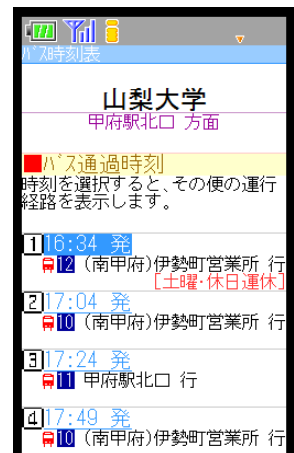 バス時刻表
山梨大学
甲府駅北口 方面
■バス通過時刻
時刻を選択すると、その便の運行
経路を表示します。
1 16:34 発
12 (南甲府)伊勢町営業所 行
[土曜・休日運休]
2 17:04 発
10 (南甲府)伊勢町営業所 行
3 17:24 発
11 甲府駅北口 行
4 17:49 発
10 (南甲府)伊勢町営業所 行